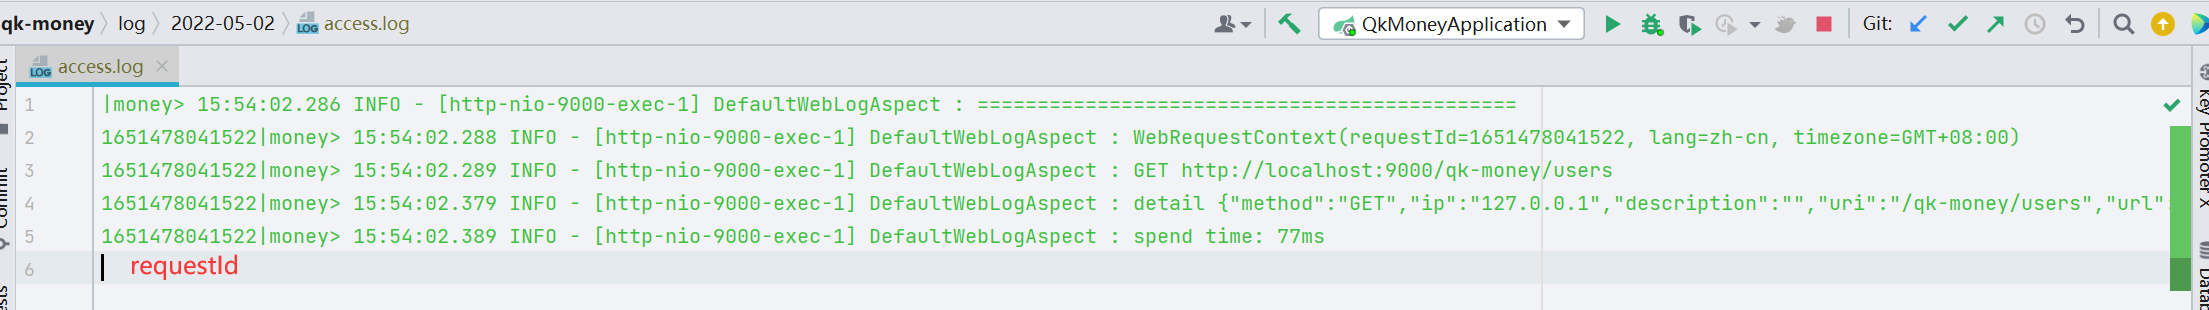 qk-money log 2022-05-02 access.log QkMoneyApplication Git:
access.log
Project
1 |money> 15:54:02.286 INFO - [http-nio-9000-exec-1] DefaultWebLogAspect : =============================================
2 1651478041522|money> 15:54:02.288 INFO - [http-nio-9000-exec-1] DefaultWebLogAspect : WebRequestContext(requestId=1651478041522, lang=zh-cn, timezone=GMT+08:00)
3 1651478041522|money> 15:54:02.289 INFO - [http-nio-9000-exec-1] DefaultWebLogAspect : GET http://localhost:9000/qk-money/users
4 1651478041522|money> 15:54:02.379 INFO - [http-nio-9000-exec-1] DefaultWebLogAspect : detail {"method":"GET","ip":"127.0.0.1","description":"","uri":"/qk-money/users","url":
5 1651478041522|money> 15:54:02.389 INFO - [http-nio-9000-exec-1] DefaultWebLogAspect : spend time: 77ms
6 requestId
Commit
Key Promoter X